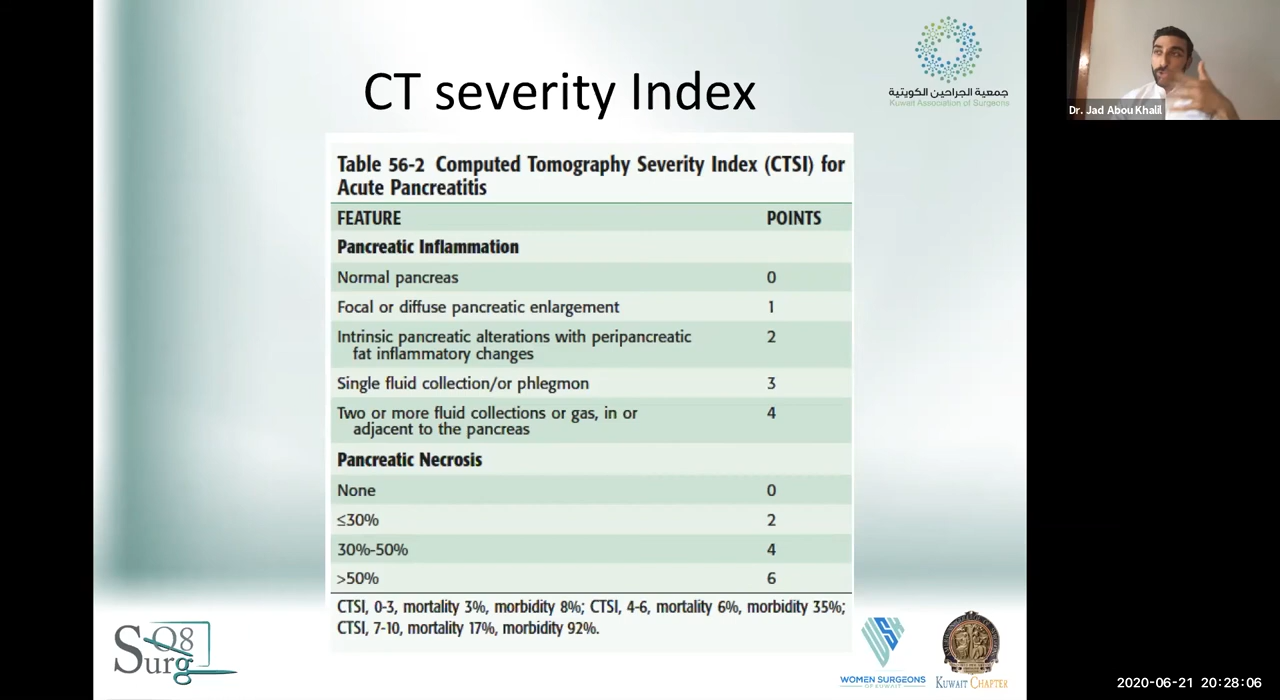 CT severity Index
جمعية الجراحين الكويتية
Kuwait Association of Surgeons
Dr. Jad Abou Khalil
Table 56-2 Computed Tomography Severity Index (CTSI) for
Acute Pancreatitis
FEATURE POINTS
Pancreatic Inflammation
Normal pancreas 0
Focal or diffuse pancreatic enlargement 1
Intrinsic pancreatic alterations with peripancreatic 2
fat inflammatory changes
Single fluid collection/or phlegmon 3
Two or more fluid collections or gas, in or 4
adjacent to the pancreas
Pancreatic Necrosis
None 0
≤30% 2
30%-50% 4
>50% 6
CTSI, 0-3, mortality 3%, morbidity 8%; CTSI, 4-6, mortality 6%, morbidity 35%;
CTSI, 7-10, mortality 17%, morbidity 92%.
Q8
Surg
WOMEN SURGEONS
OF KUWAIT
KUWAIT CHAPTER
2020-06-21 20:28:06